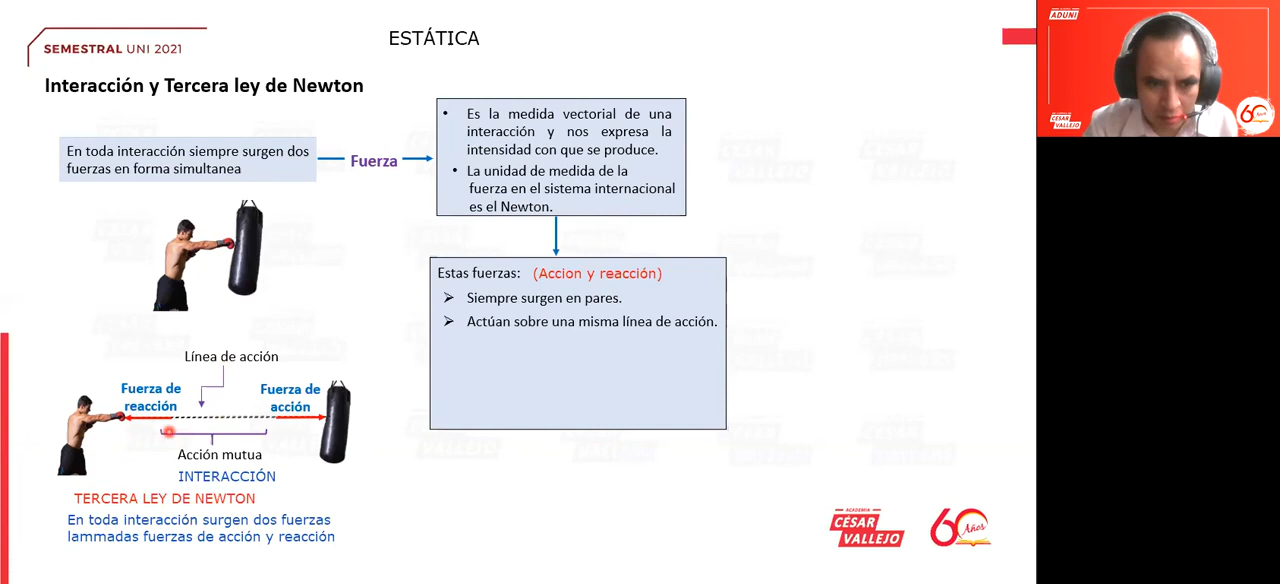 SEMESTRAL UNI 2021
ESTÁTICA
Interacción y Tercera ley de Newton
En toda interacción siempre surgen dos
fuerzas en forma simultanea
Fuerza
• Es la medida vectorial de una
interacción y nos expresa la
intensidad con que se produce.
• La unidad de medida de la
fuerza en el sistema internacional
es el Newton.
Estas fuerzas: (Accion y reacción)
Siempre surgen en pares.
Actúan sobre una misma línea de acción.
Línea de acción
Fuerza de
reacción
Fuerza de
acción
Acción mutua
INTERACCIÓN
TERCERA LEY DE NEWTON
En toda interacción surgen dos fuerzas
lammadas fuerzas de acción y reacción
ACADEMIA
CÉSAR
VALLEJO
60 Años
ADUNI
CÉSAR
VALLEJO
60 Años